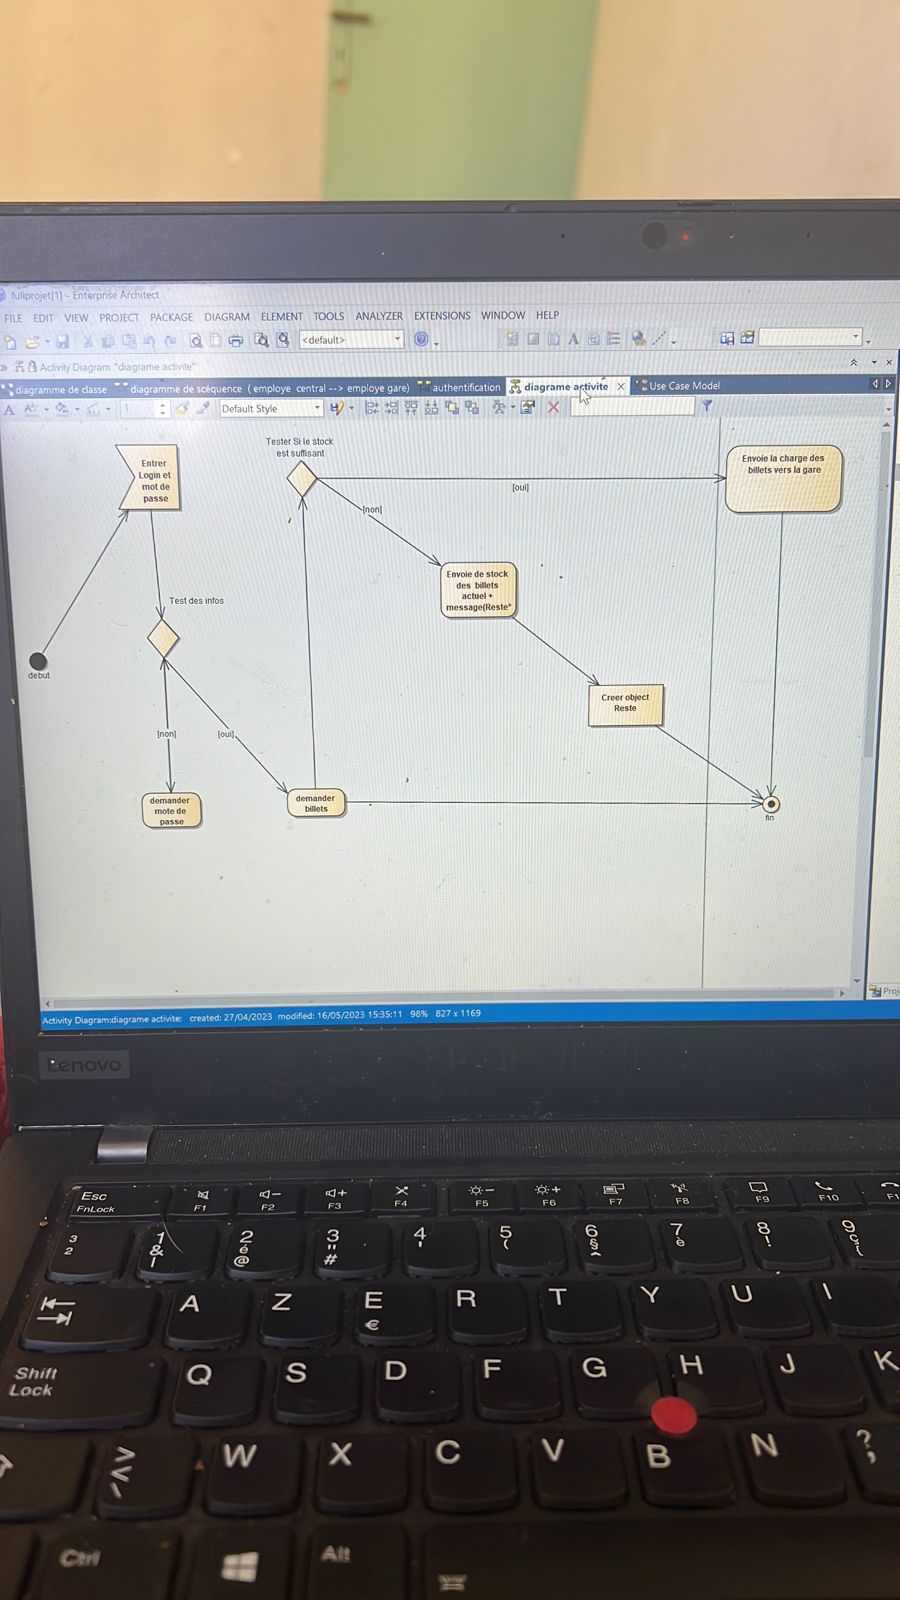 fullprojet[1] - Enterprise Architect
FILE EDIT VIEW PROJECT PACKAGE DIAGRAM ELEMENT TOOLS ANALYZER EXTENSIONS WINDOW HELP
<default>
Activity Diagram: "diagrame activite"
diagramme de classe
diagramme de scéquence ( employe central --> employe gare)
authentification
diagrame activite
Use Case Model
1
Default Style
Entrer
Login et
mot de
passe
Tester Si le stock
est suffisant
[oui]
Envoie la charge des
billets vers la gare
[non]
Envoie de stock
des billets
actuel +
message(Reste"
Test des infos
debut
Creer object
Reste
[non]
[oui]
demander
mote de
passe
demander
billets
fin
Proj
Activity Diagram:diagrame activite: created: 27/04/2023 modified: 16/05/2023 15:35:11 98% 827 x 1169
Lenovo
Esc
FnLock
F1
F2
F3
F4
F5
F6
F7
F8
F9
F10
F1
3
2
1
&
2
é
@
3
"
#
4
'
5
(
6
§
^
7
è
8
!
9
ç
{
A Z E R T Y U I
€
Shift
Lock
Q S D F G H J K
>
<
W X C V B N
?
;
Ctrl
Alt